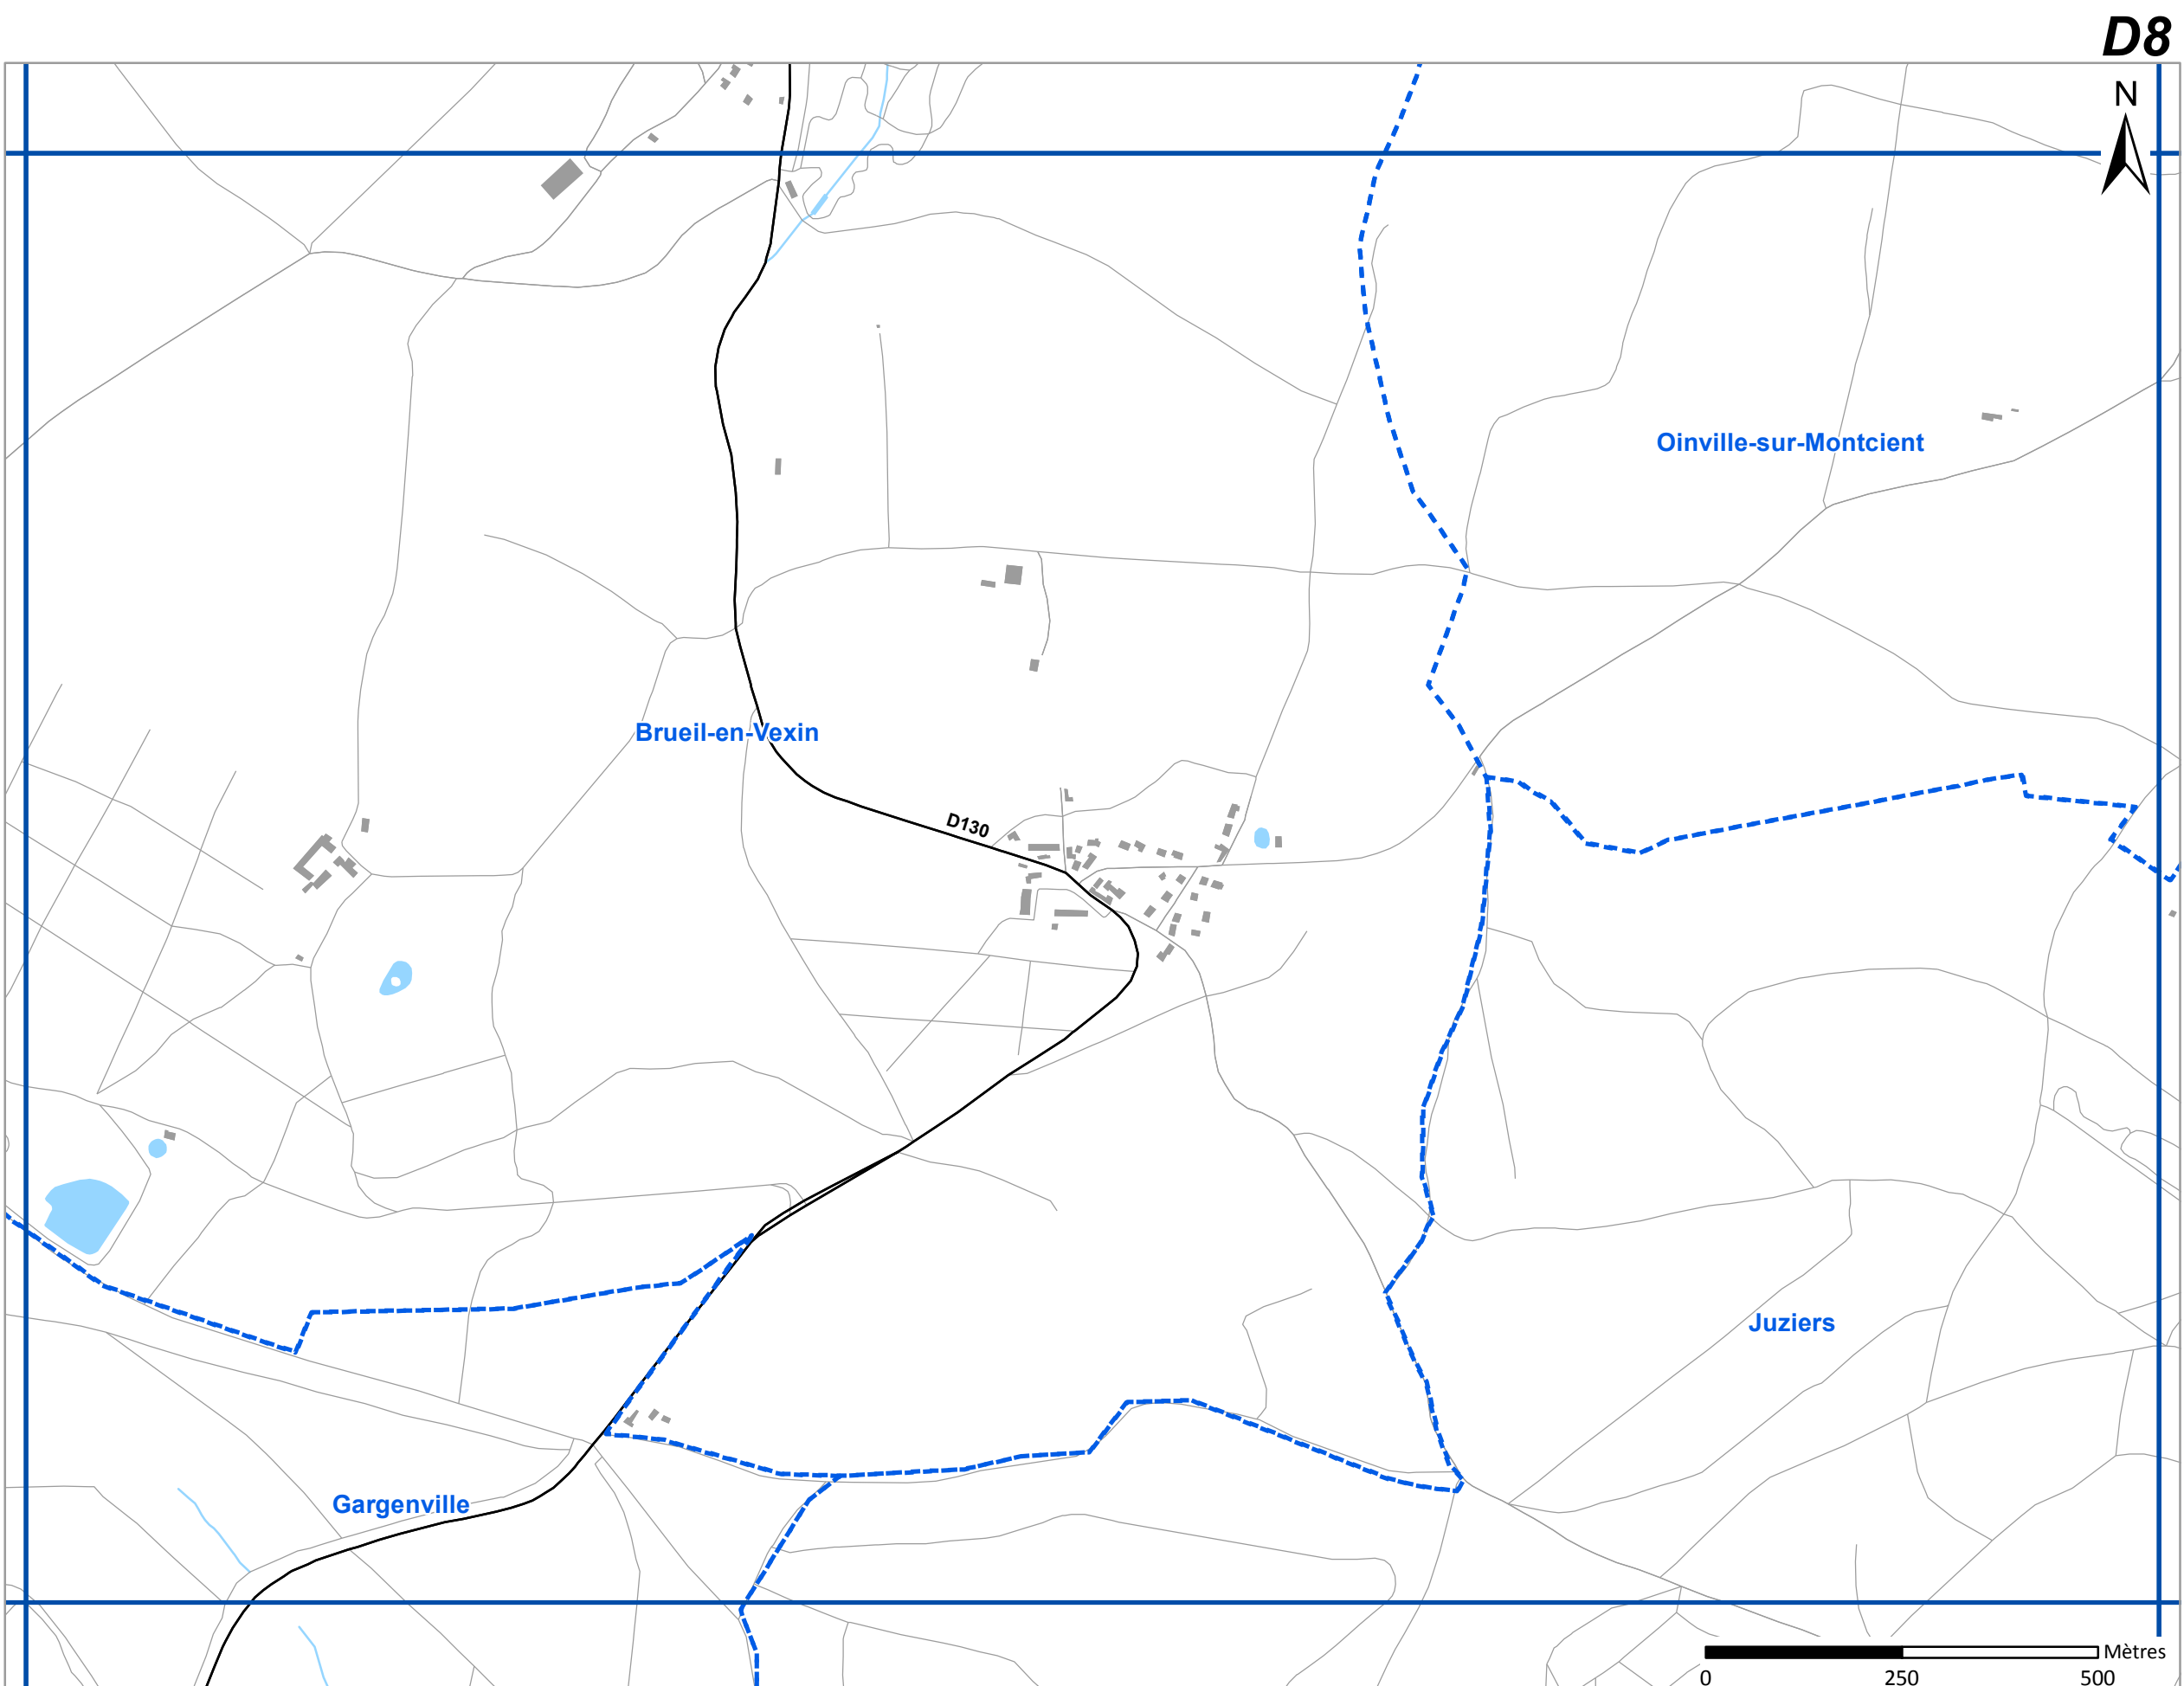 D8
N
Oinville-sur-Montcient
Brueil-en-Vexin
D130
Juziers
Gargenville
Mètres
0 250 500